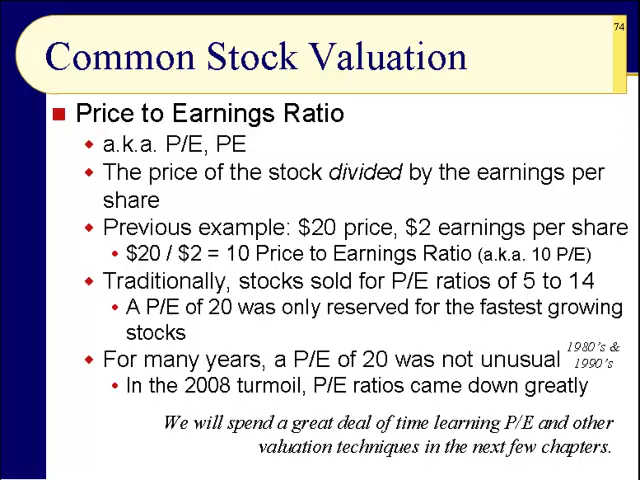 74
Common Stock Valuation
Price to Earnings Ratio
a.k.a. P/E, PE
The price of the stock divided by the earnings per
share
Previous example: $20 price, $2 earnings per share
$20 / $2 = 10 Price to Earnings Ratio (a.k.a. 10 P/E)
Traditionally, stocks sold for P/E ratios of 5 to 14
A P/E of 20 was only reserved for the fastest growing
stocks
For many years, a P/E of 20 was not unusual
1980's &
1990's
In the 2008 turmoil, P/E ratios came down greatly
We will spend a great deal of time learning P/E and other
valuation techniques in the next few chapters.